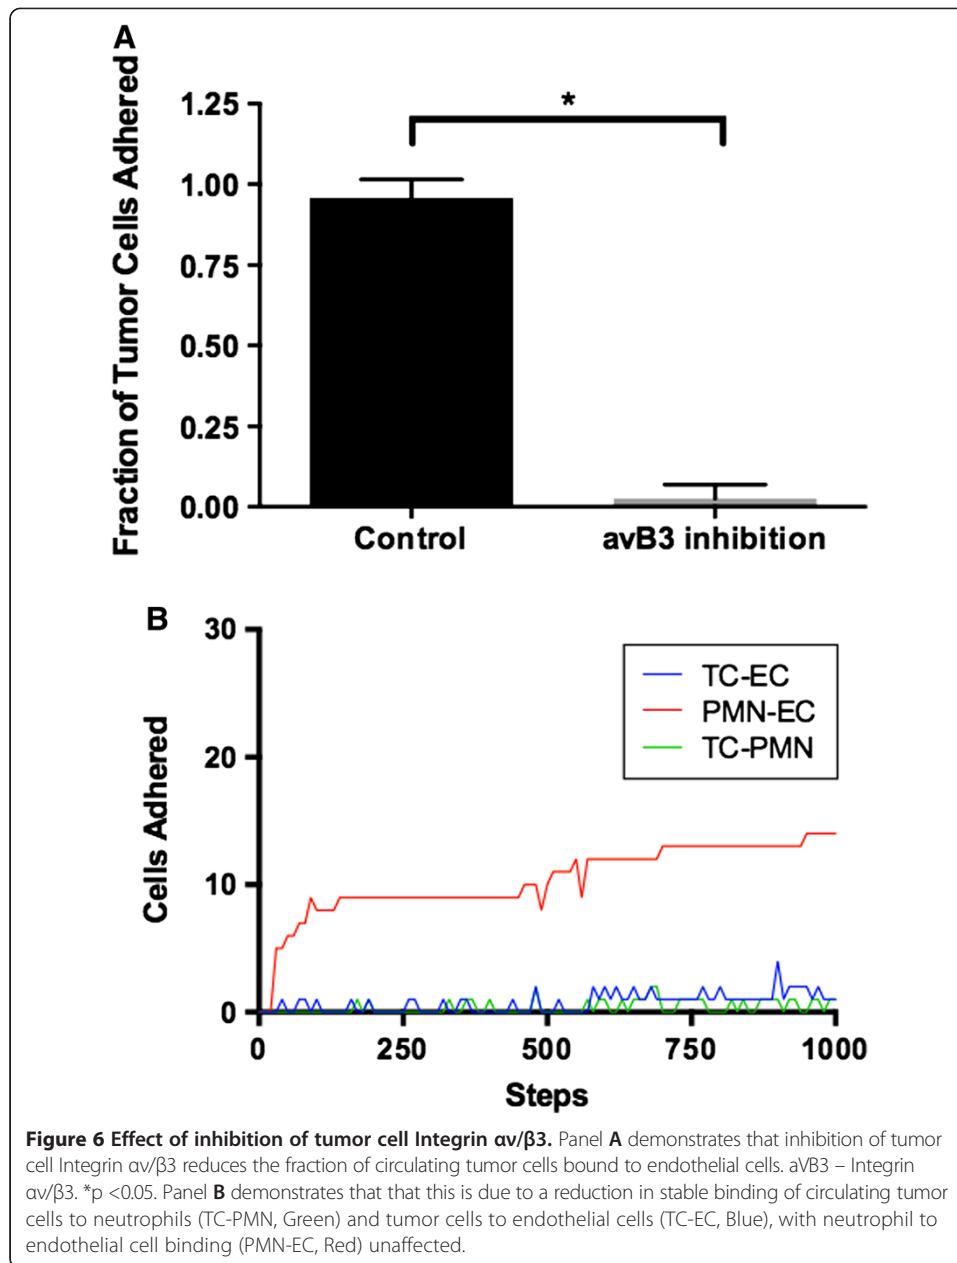 A
Fraction of Tumor Cells Adhered
1.25
*
1.00
0.75
0.50
0.25
0.00
Control
avB3 inhibition
B
Cells Adhered
30
TC-EC
PMN-EC
TC-PMN
20
10
0
0
250
500
750
1000
Steps
Figure 6 Effect of inhibition of tumor cell Integrin αv/β3. Panel A demonstrates that inhibition of tumor
cell Integrin αv/β3 reduces the fraction of circulating tumor cells bound to endothelial cells. aVB3 – Integrin
αv/β3. *p <0.05. Panel B demonstrates that that this is due to a reduction in stable binding of circulating tumor
cells to neutrophils (TC-PMN, Green) and tumor cells to endothelial cells (TC-EC, Blue), with neutrophil to
endothelial cell binding (PMN-EC, Red) unaffected.